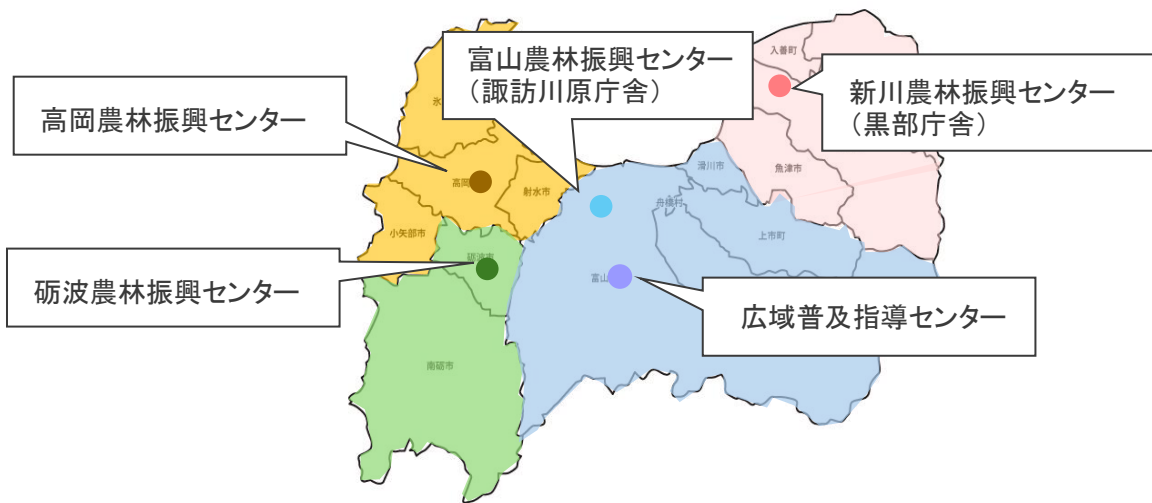 富山農林振興センター
（諏訪川原庁舎）
入善町
新川農林振興センター
（黒部庁舎）
高岡農林振興センター
氷
滑川市
魚津市
高岡
射水市
舟橋村
小矢部市
上市町
砺波市
砺波農林振興センター
富山
広域普及指導センター
南砺市